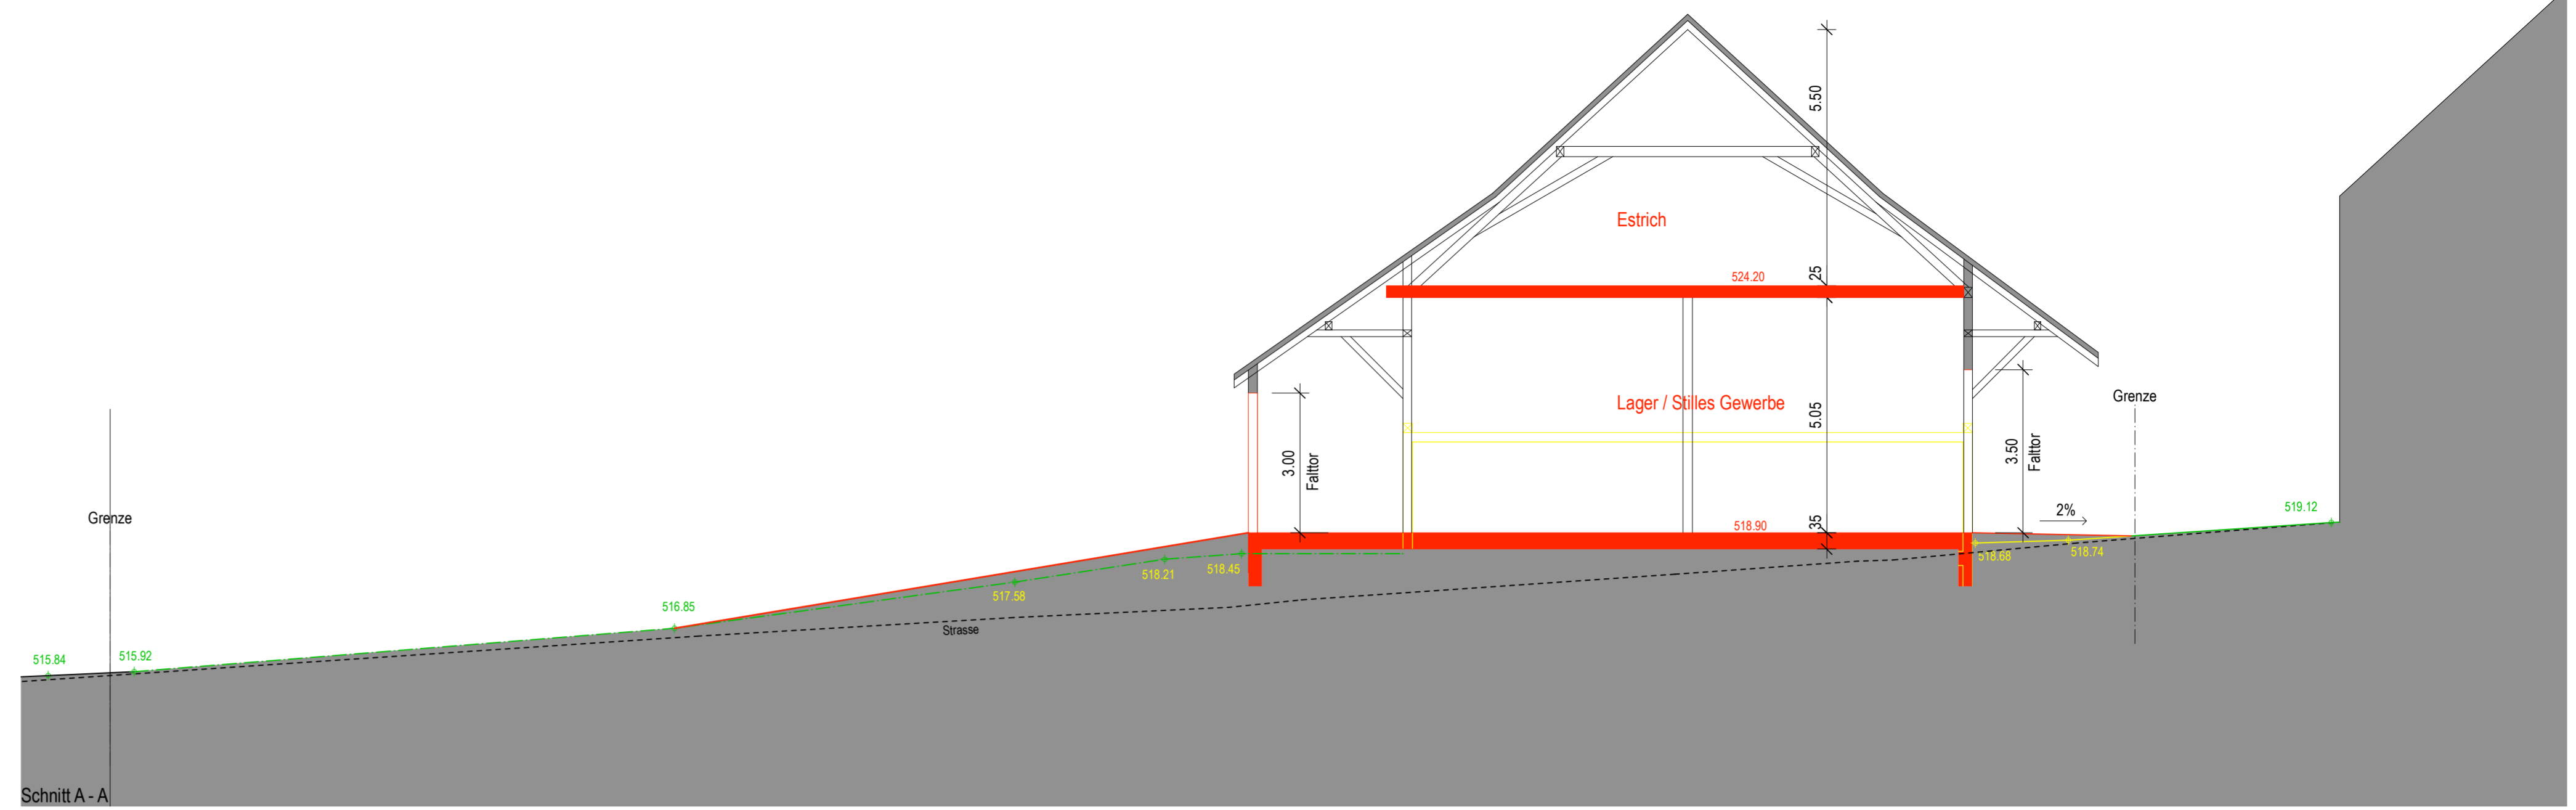 5.50
Estrich
25
524.20
Lager / Stilles Gewerbe
5.05
Grenze
3.00
Falttor
3.50
Falttor
Grenze
519.12
2%
35
518.90
518.68
518.74
518.45
518.21
517.58
516.85
Strasse
515.84
515.92
Schnitt A - A